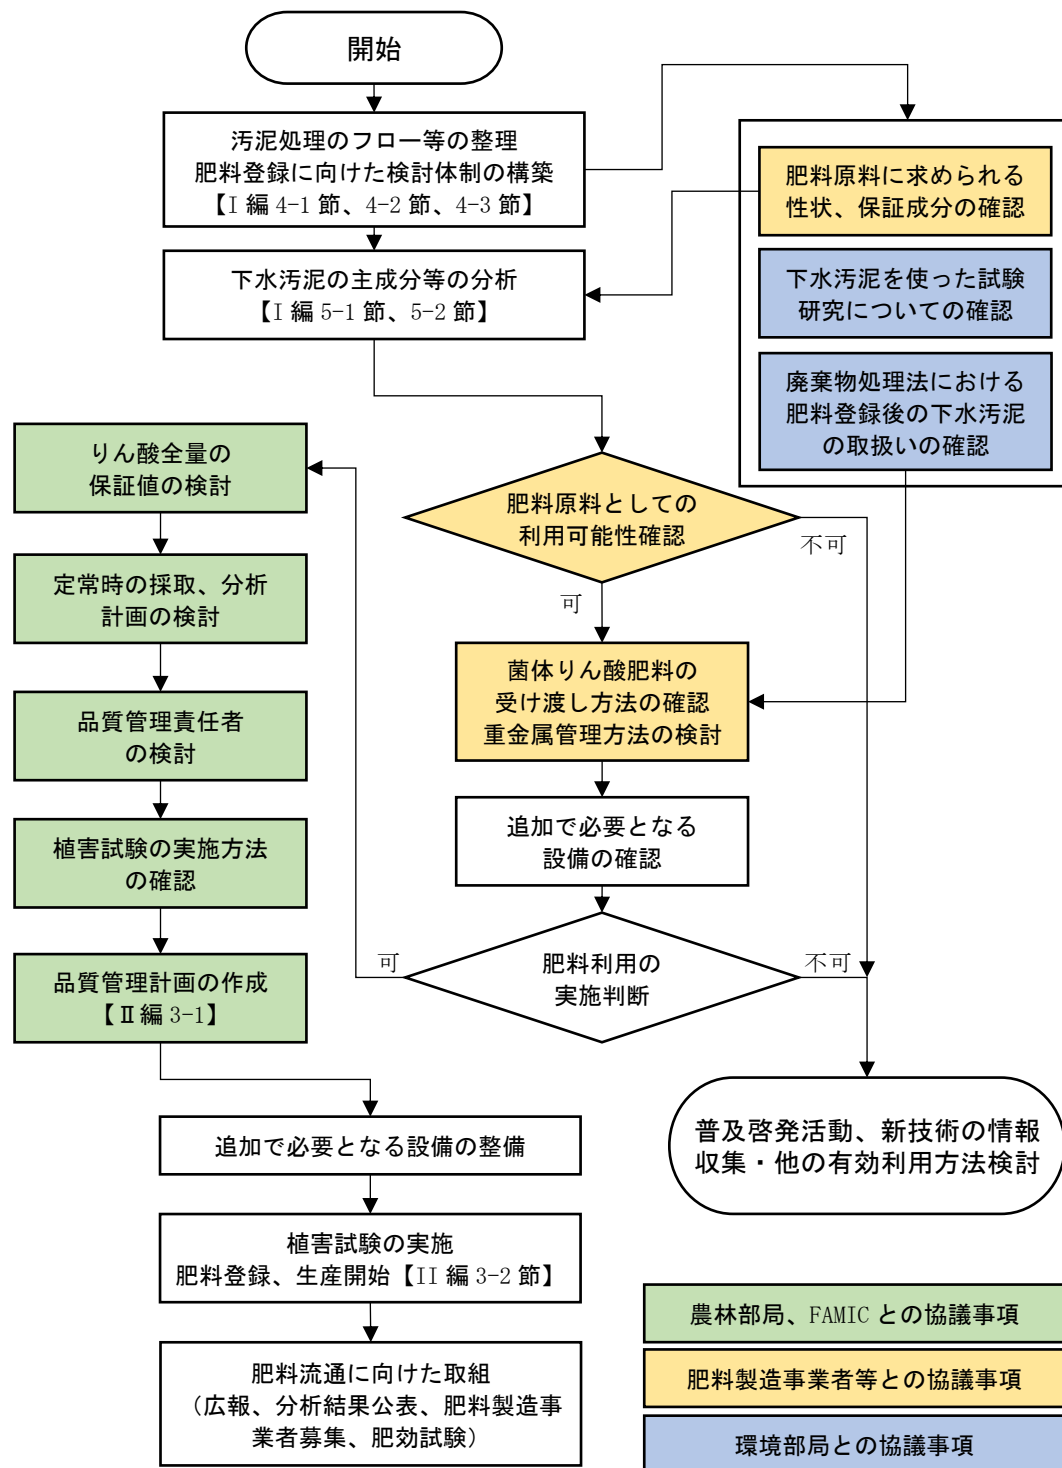 開始
汚泥処理のフロー等の整理
肥料登録に向けた検討体制の構築
【Ⅰ編 4-1 節、4-2 節、4-3 節】
肥料原料に求められる
性状、保証成分の確認
下水汚泥を使った試験
研究についての確認
廃棄物処理法における
肥料登録後の下水汚泥
の取扱いの確認
下水汚泥の主成分等の分析
【Ⅰ編 5-1 節、5-2 節】
肥料原料としての
利用可能性確認
不可
可
菌体りん酸肥料の
受け渡し方法の確認
重金属管理方法の検討
追加で必要となる
設備の確認
肥料利用の
実施判断
可
不可
りん酸全量の
保証値の検討
定常時の採取、分析
計画の検討
品質管理責任者
の検討
植害試験の実施方法
の確認
品質管理計画の作成
【Ⅱ編 3-1】
普及啓発活動、新技術の情報
収集・他の有効利用方法検討
追加で必要となる設備の整備
植害試験の実施
肥料登録、生産開始【II 編 3-2 節】
肥料流通に向けた取組
（広報、分析結果公表、肥料製造事
業者募集、肥効試験）
農林部局、FAMIC との協議事項
肥料製造事業者等との協議事項
環境部局との協議事項